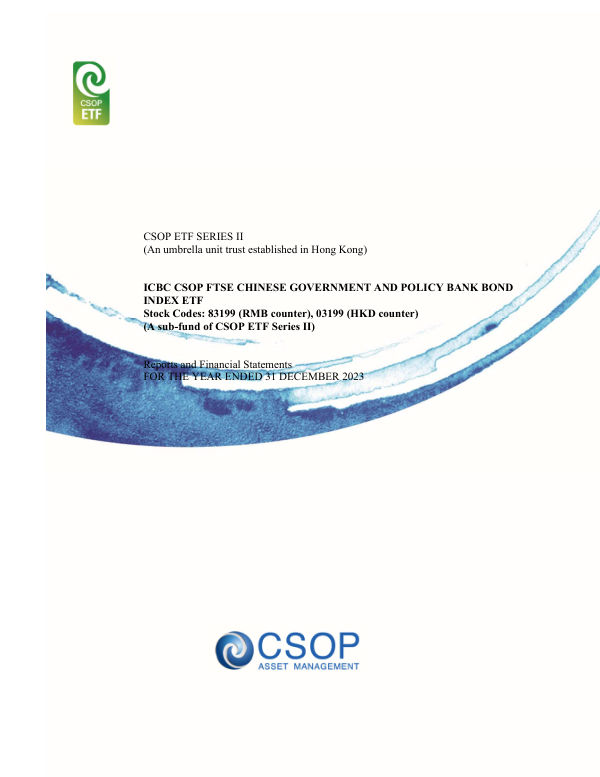 CSOP
ETF
CSOP ETF SERIES II
(An umbrella unit trust established in Hong Kong)
ICBC CSOP FTSE CHINESE GOVERNMENT AND POLICY BANK BOND
INDEX ETF
Stock Codes: 83199 (RMB counter), 03199 (HKD counter)
(A sub-fund of CSOP ETF Series II)
Reports and Financial Statements
FOR THE YEAR ENDED 31 DECEMBER 2023
CSOP
ASSET MANAGEMENT